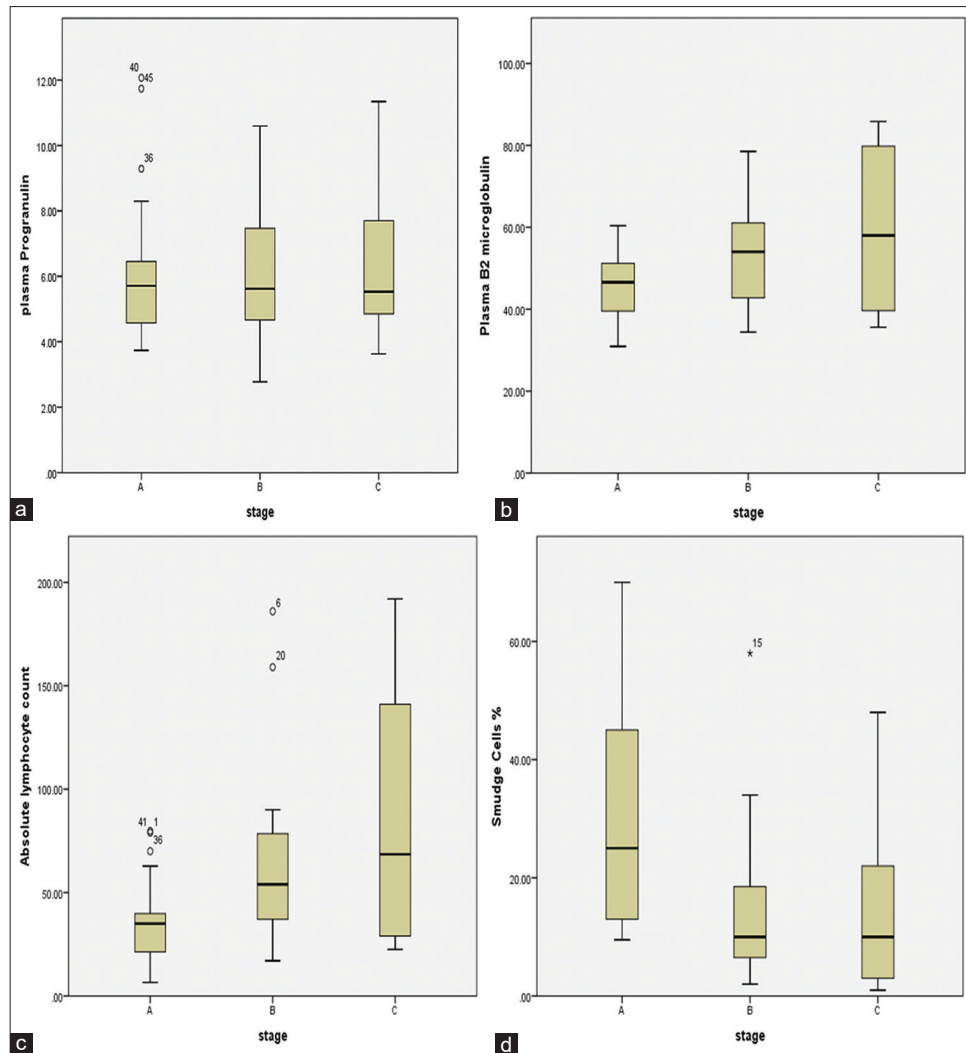 plasma Progranulin
12.00
10.00
8.00
6.00
4.00
2.00
.00
40
45
36
A
B
C
stage
a
Plasma B2 microglobulin
100.00
80.00
60.00
40.00
20.00
.00
A
B
C
stage
b
Absolute lymphocyte count
200.00
150.00
100.00
50.00
.00
41
1
36
6
20
A
B
C
stage
c
Smudge Cells %
60.00
40.00
20.00
.00
15
A
B
C
stage
d